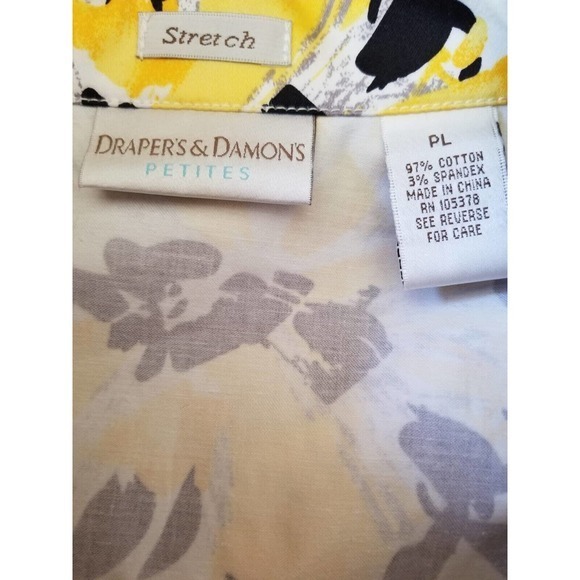 Stretch
DRAPER'S & DAMON'S
PETITES
PL
97% COTTON
3% SPANDEX
MADE IN CHINA
RN 105378
SEE REVERSE
FOR CARE